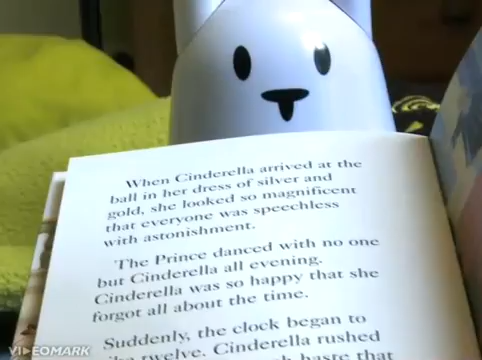 When Cinderella arrived at the
ball in her dress of silver and
gold, she looked so magnificent
that everyone was speechless
with astonishment.
The Prince danced with no one
but Cinderella all evening.
Cinderella was so happy that she
forgot all about the time.
Suddenly, the clock began to
twelve. Cinderella rushed
haste that
VIDEOMARK